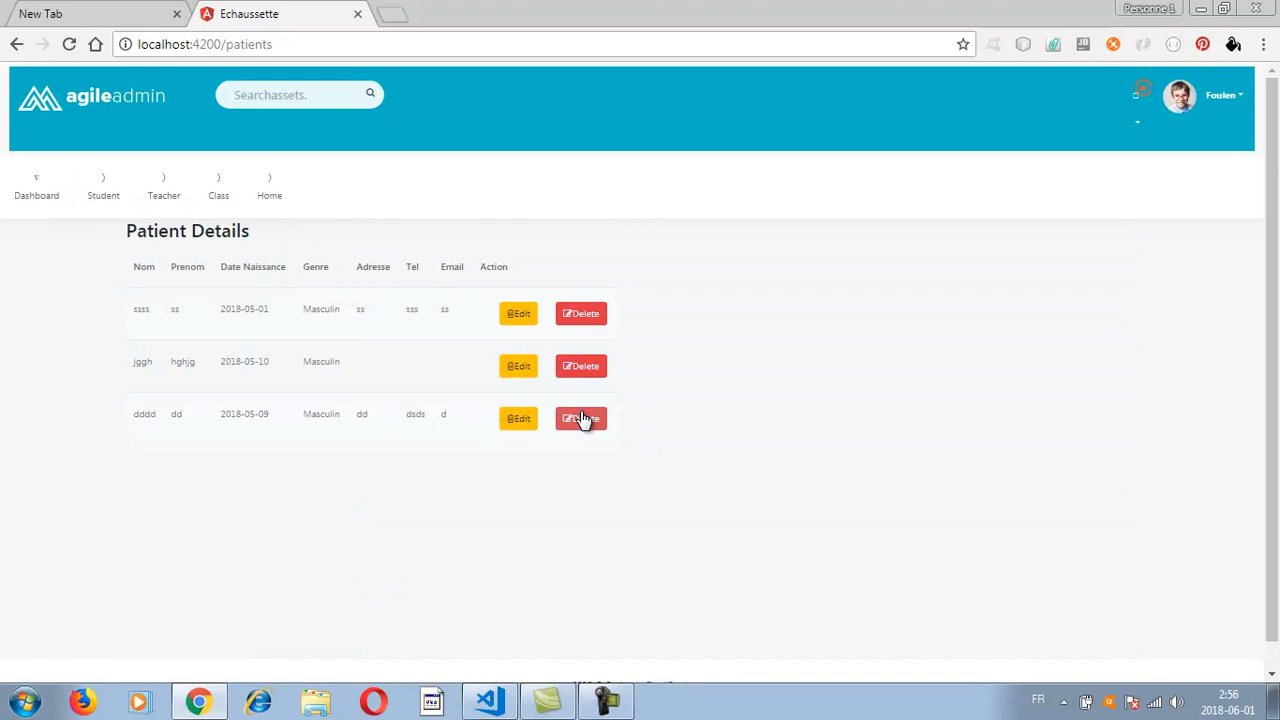 New Tab
Echaussette
Personne 1
localhost:4200/patients
agileadmin
Searchassets.
Foulen
Dashboard
Student
Teacher
Class
Home
Patient Details
Nom Prenom Date Naissance Genre Adresse Tel Email Action
ssss ss 2018-05-01 Masculin ss sss ss Edit Delete
jggh hghjg 2018-05-10 Masculin Edit Delete
dddd dd 2018-05-09 Masculin dd dsds d Edit
FR
2:56
2018-06-01